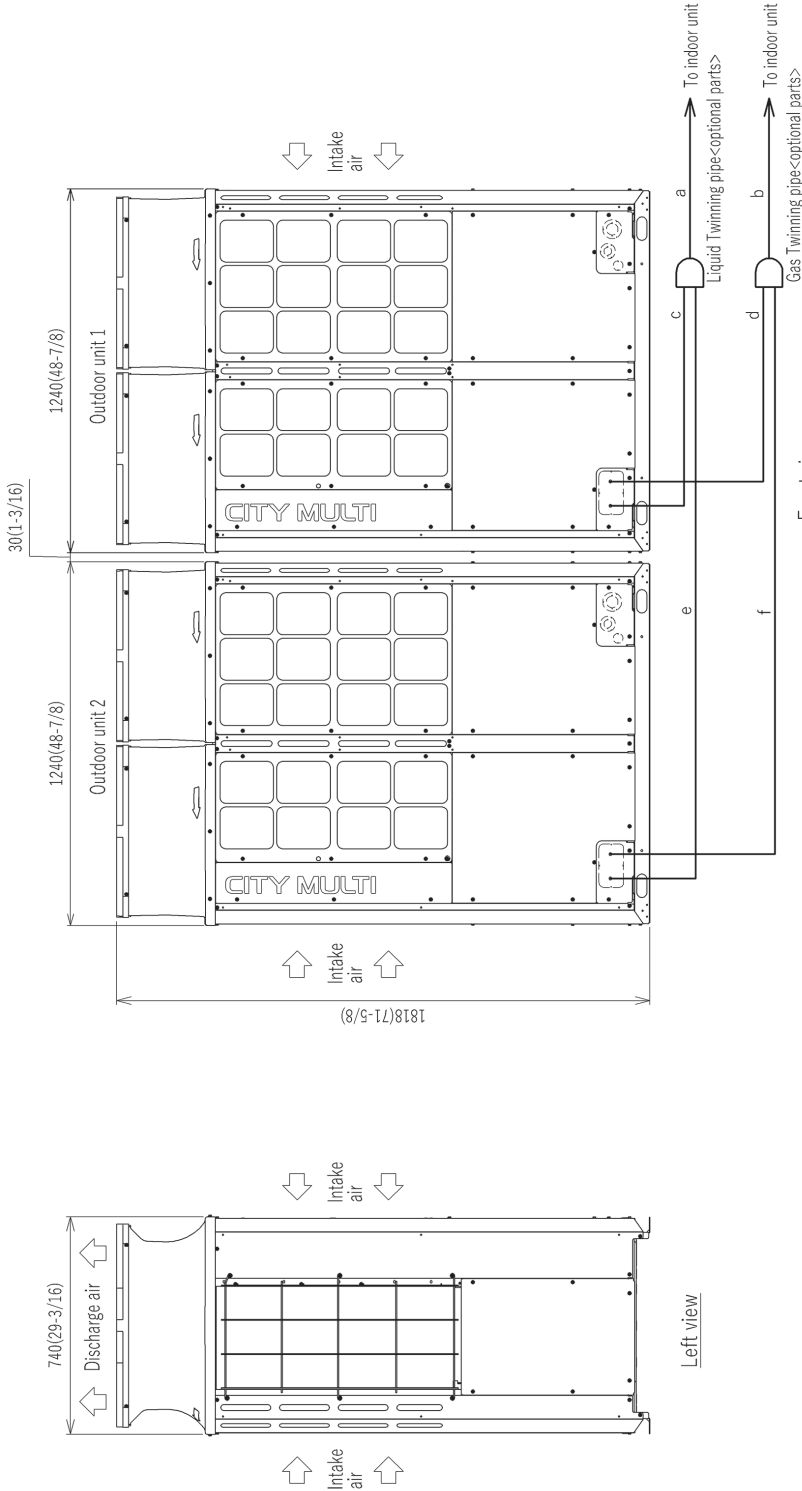 740(29-3/16)
Discharge air
Intake
air
Intake
air
Left view
30(1-3/16)
1240(48-7/8)
1240(48-7/8)
Outdoor unit 2
Outdoor unit 1
1818(71-5/8)
Intake
air
Intake
air
CITY MULTI
CITY MULTI
c
a
To indoor unit
Liquid Twinning pipe<optional parts>
e
d
b
To indoor unit
Gas Twinning pipe<optional parts>
f